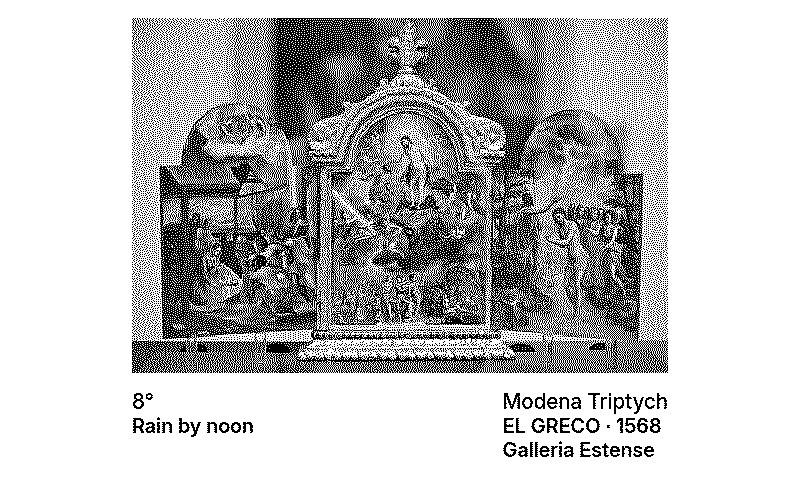 8°
Rain by noon
Modena Triptych
EL GRECO · 1568
Galleria Estense